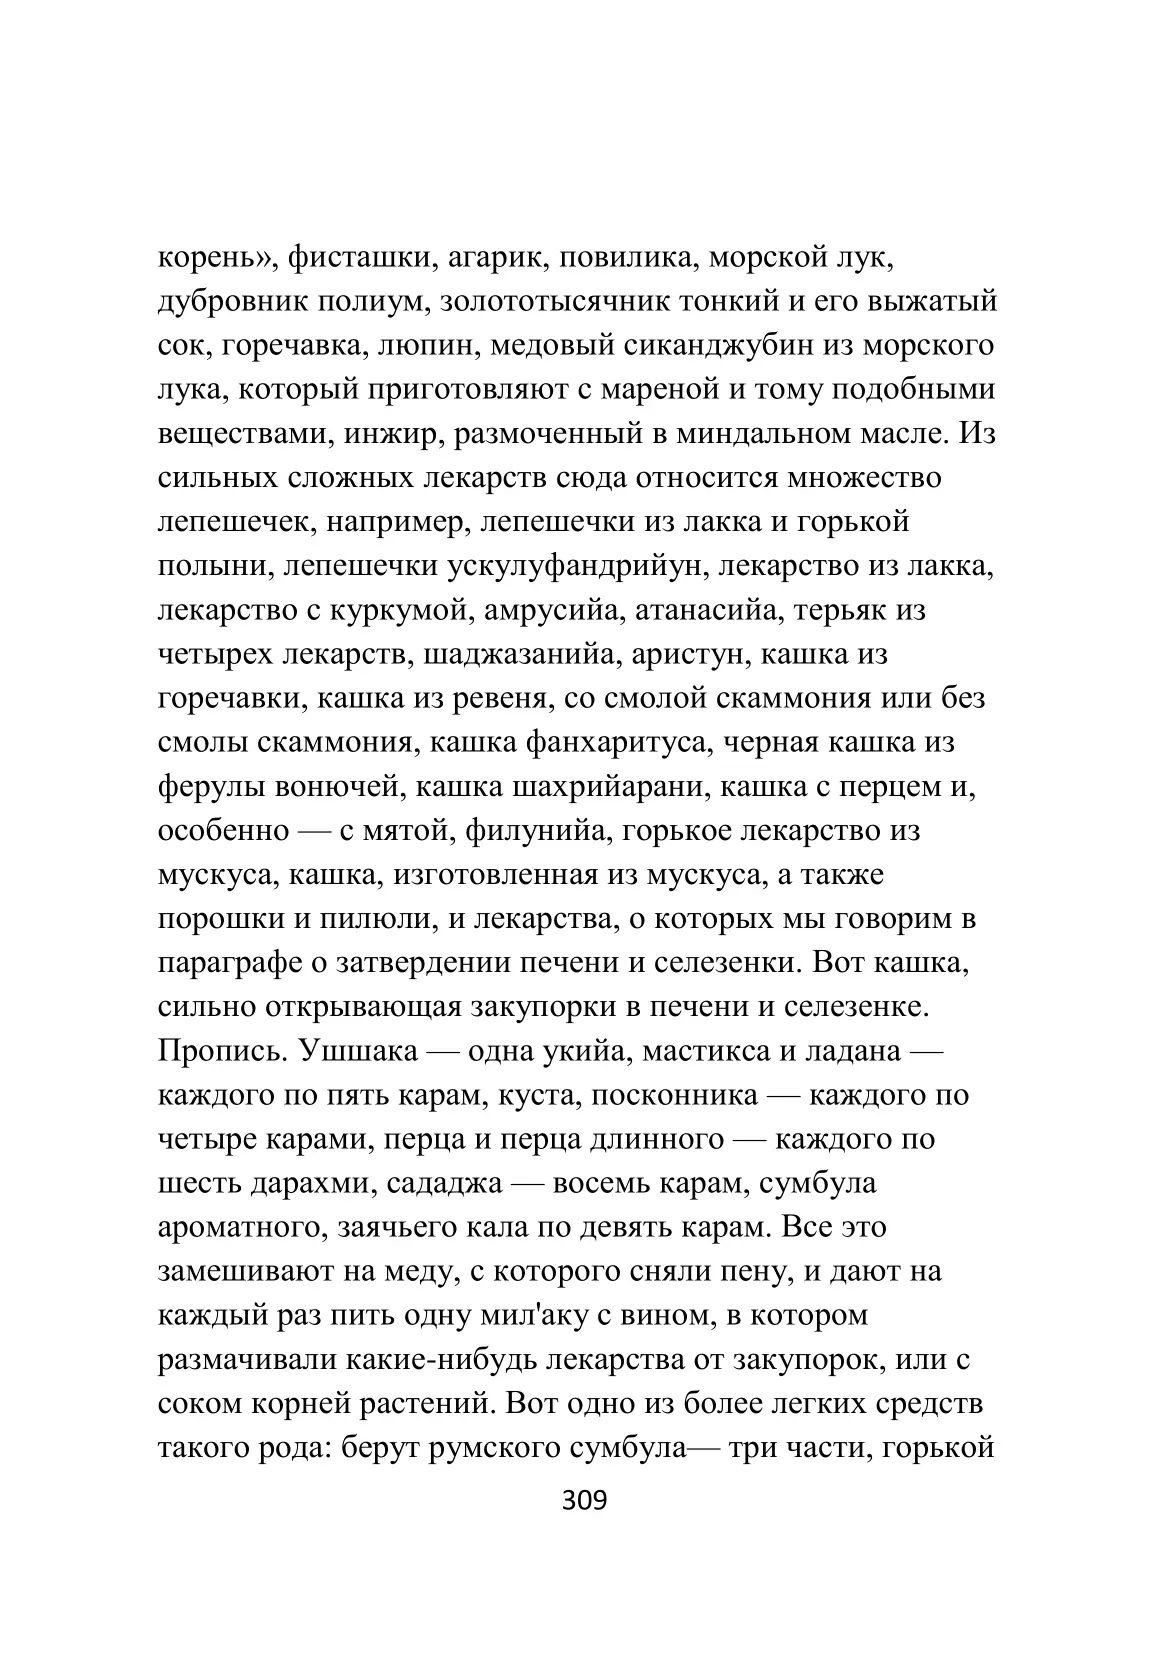 корень», фисташки, агарик, повилика, морской лук,
дубровник полиум, золототысячник тонкий и его выжатый
сок, горечавка, люпин, медовый сиканджубин из морского
лука, который приготовляют с мареной и тому подобными
веществами, инжир, размоченный в миндальном масле. Из
сильных сложных лекарств сюда относится множество
лепешечек, например, лепешечки из лакка и горькой
полыни, лепешечки ускулуфандрийун, лекарство из лакка,
лекарство с куркумой, амрусийа, атанасийа, терьяк из
четырех лекарств, шаджазанийа, аристун, кашка из
горечавки, кашка из ревеня, со смолой скаммония или без
смолы скаммония, кашка фанхаритуса, черная кашка из
ферулы вонючей, кашка шахрийарани, кашка с перцем и,
особенно — с мятой, филунийа, горькое лекарство из
мускуса, кашка, изготовленная из мускуса, а также
порошки и пилюли, и лекарства, о которых мы говорим в
параграфе о затвердении печени и селезенки. Вот кашка,
сильно открывающая закупорки в печени и селезенке.
Пропись. Ушшака — одна укийа, мастикса и ладана —
каждого по пять карам, куста, посконника — каждого по
четыре карами, перца и перца длинного — каждого по
шесть дарахми, сададжа — восемь карам, сумбула
ароматного, заячьего кала по девять карам. Все это
замешивают на меду, с которого сняли пену, и дают на
каждый раз пить одну мил'аку с вином, в котором
размачивали какие-нибудь лекарства от закупорок, или с
соком корней растений. Вот одно из более легких средств
такого рода: берут румского сумбула— три части, горькой
309